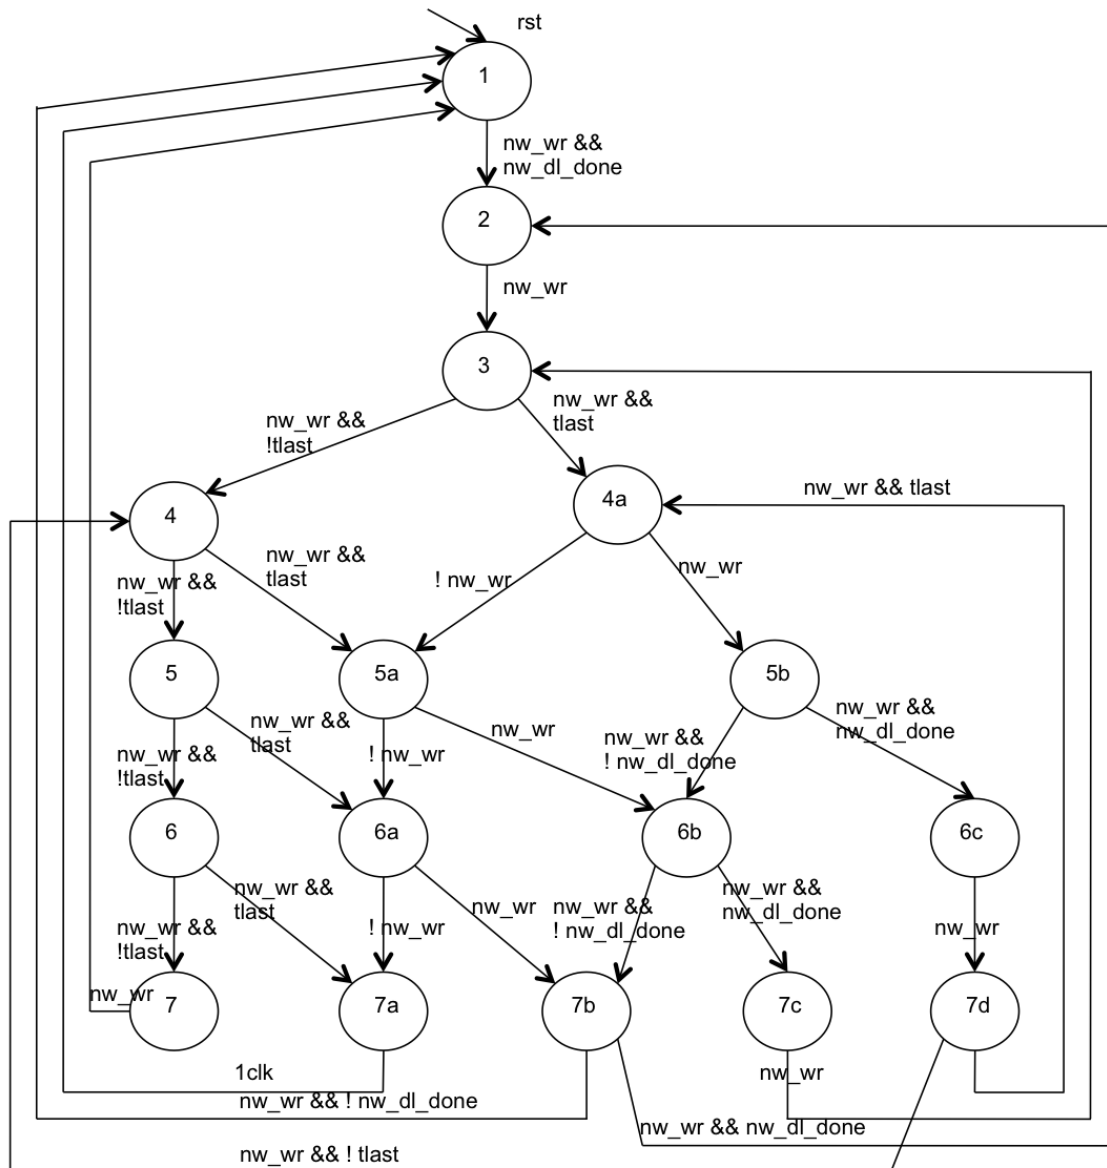 rst
1
nw_wr &&
nw_dl_done
2
nw_wr
3
nw_wr &&
!tlast
nw_wr &&
tlast
4
4a
nw_wr && tlast
nw_wr &&
!tlast
nw_wr &&
tlast
! nw_wr
nw_wr
5
5a
5b
nw_wr &&
!tlast
nw_wr &&
tlast
! nw_wr
nw_wr
nw_wr &&
! nw_dl_done
nw_wr &&
nw_dl_done
6
6a
6b
6c
nw_wr &&
!tlast
nw_wr &&
tlast
! nw_wr
nw_wr
nw_wr &&
! nw_dl_done
nw_wr &&
nw_dl_done
nw_wr
nw_wr
7
7a
7b
7c
7d
1clk
nw_wr
nw_wr && ! nw_dl_done
nw_wr && nw_dl_done
nw_wr && ! tlast